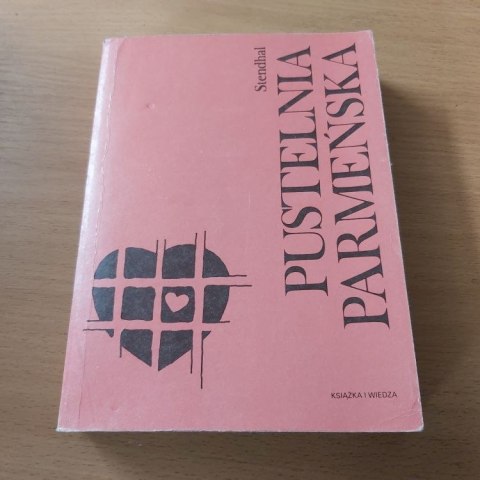 Stendhal
PUSTELNIA
PARMEŃSKA
KSIĄŻKA I WIEDZA